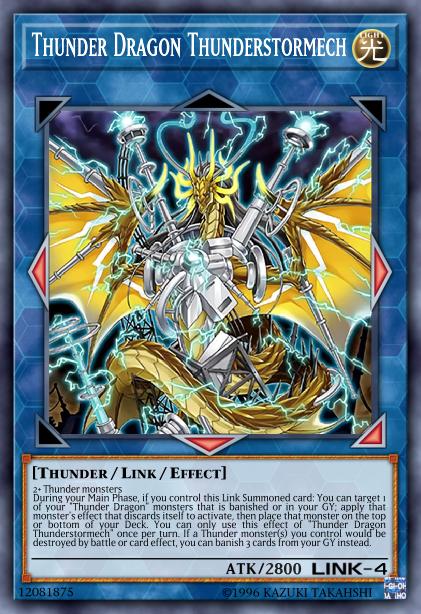 THUNDER DRAGON THUNDERSTORMECH
LIGHT
光
[THUNDER / LINK / EFFECT]
2+ Thunder monsters
During your Main Phase, if you control this Link Summoned card: You can target 1
of your "Thunder Dragon" monsters that is banished or in your GY; apply that
monster's effect that discards itself to activate, then place that monster on the top
or bottom of your Deck. You can only use this effect of "Thunder Dragon
Thunderstormech" once per turn. If a Thunder monster(s) you control would be
destroyed by battle or card effect, you can banish 3 cards from your GY instead.
ATK/2800 LINK-4
12081875
©1996 KAZUKI TAKAHSHI